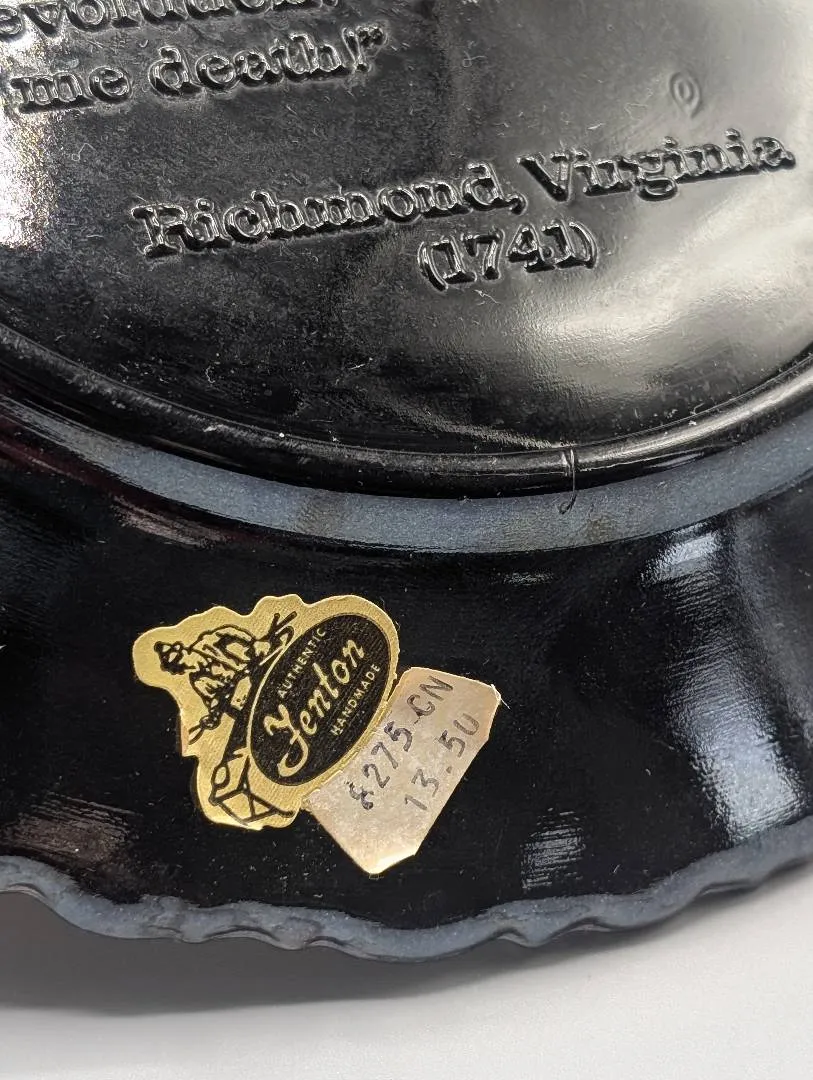 me death!"
Richmond, Virginia
(1741)
AUTHENTIC
Fenton
HANDMADE
8275-CN
13.50